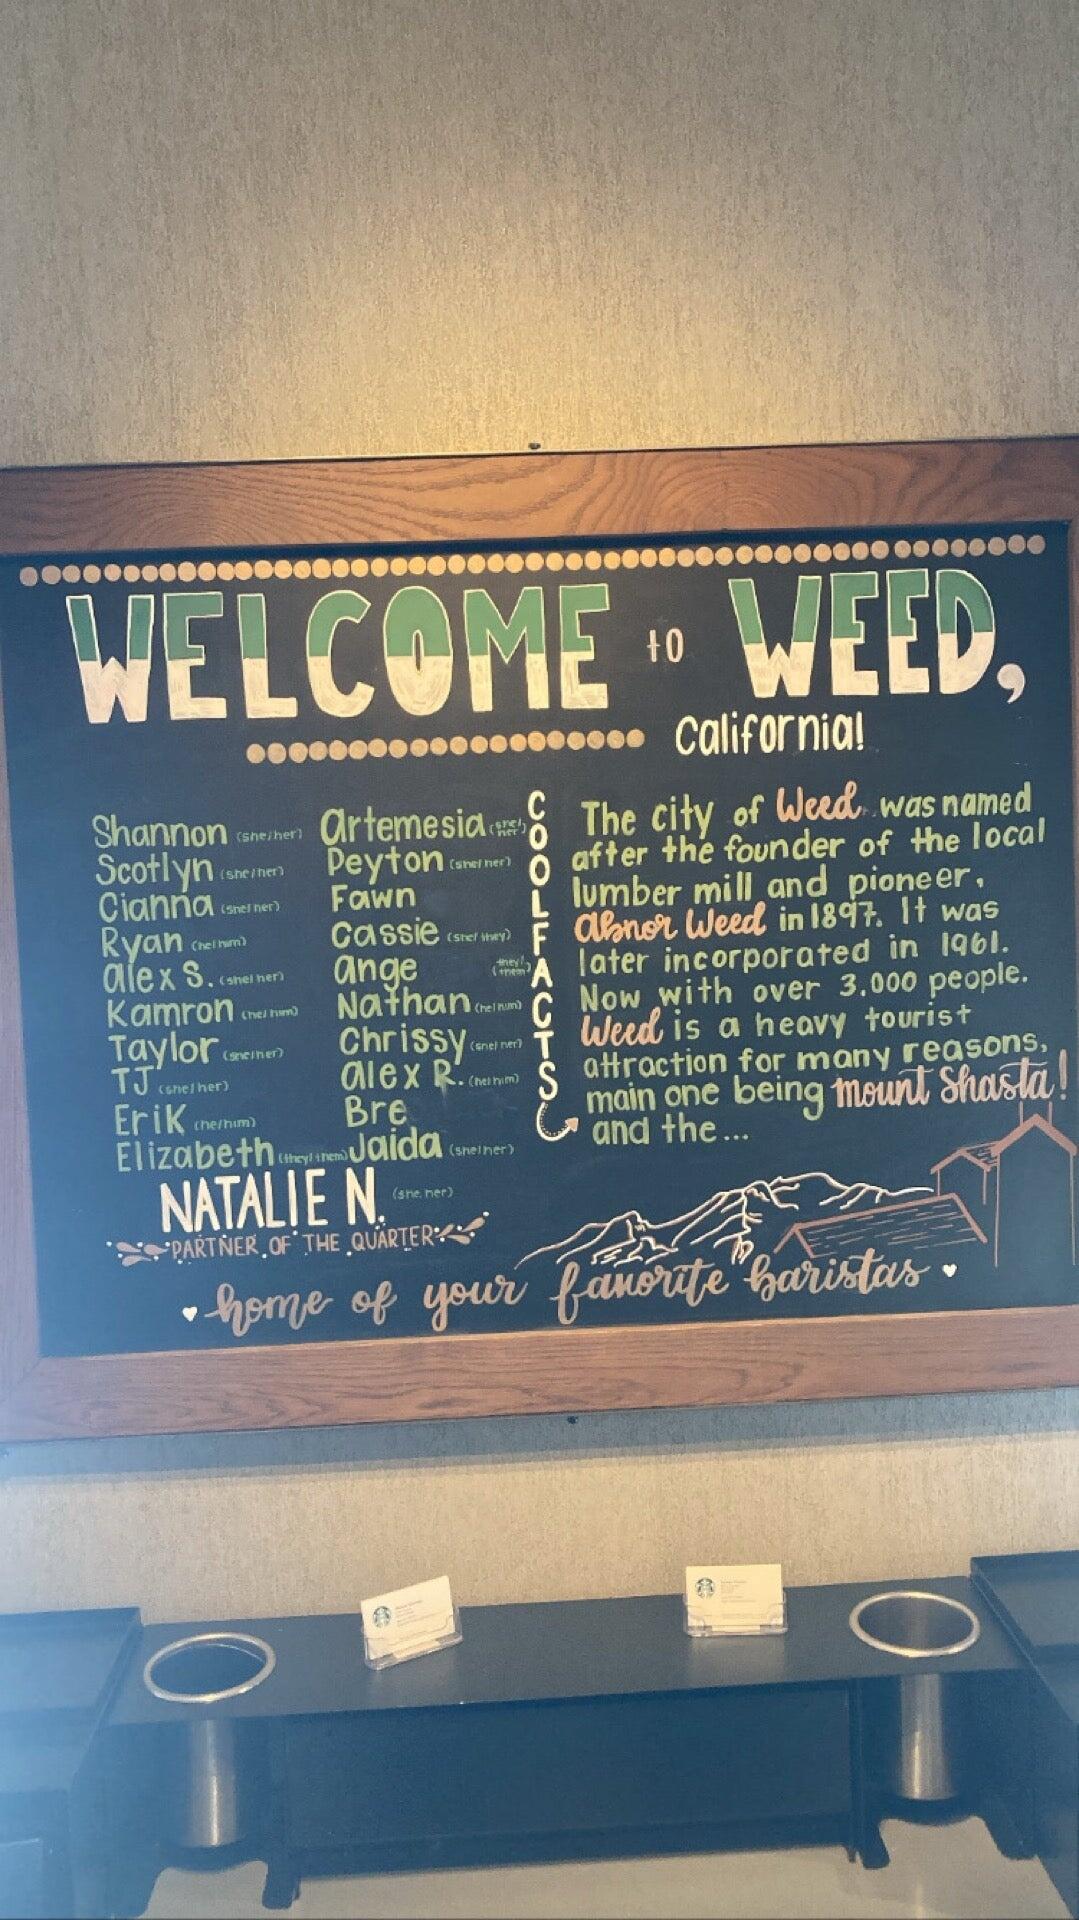 WELCOME to WEED,
California!
Shannon (she/her)
Scotlyn (she/her)
Cianna (she/her)
Ryan (he/him)
alex S. (she/her)
Kamron (he/him)
Taylor (she/her)
TJ (she/her)
Erik (he/him)
Elizabeth (they/them)
Artemesia (she/her)
Peyton (she/her)
Fawn
Cassie (she/they)
ange (they/them)
Nathan (he/him)
Chrissy (she/her)
alex R. (he/him)
Bre
Jaida (she/her)
NATALIE N. (she.her)
PARTNER OF THE QUARTER
COOL FACTS
The city of Weed was named
after the founder of the local
lumber mill and pioneer,
Abnor Weed in 1897. It was
later incorporated in 1961.
Now with over 3,000 people.
Weed is a heavy tourist
attraction for many reasons,
main one being mount Shasta!
and the...
home of your favorite baristas